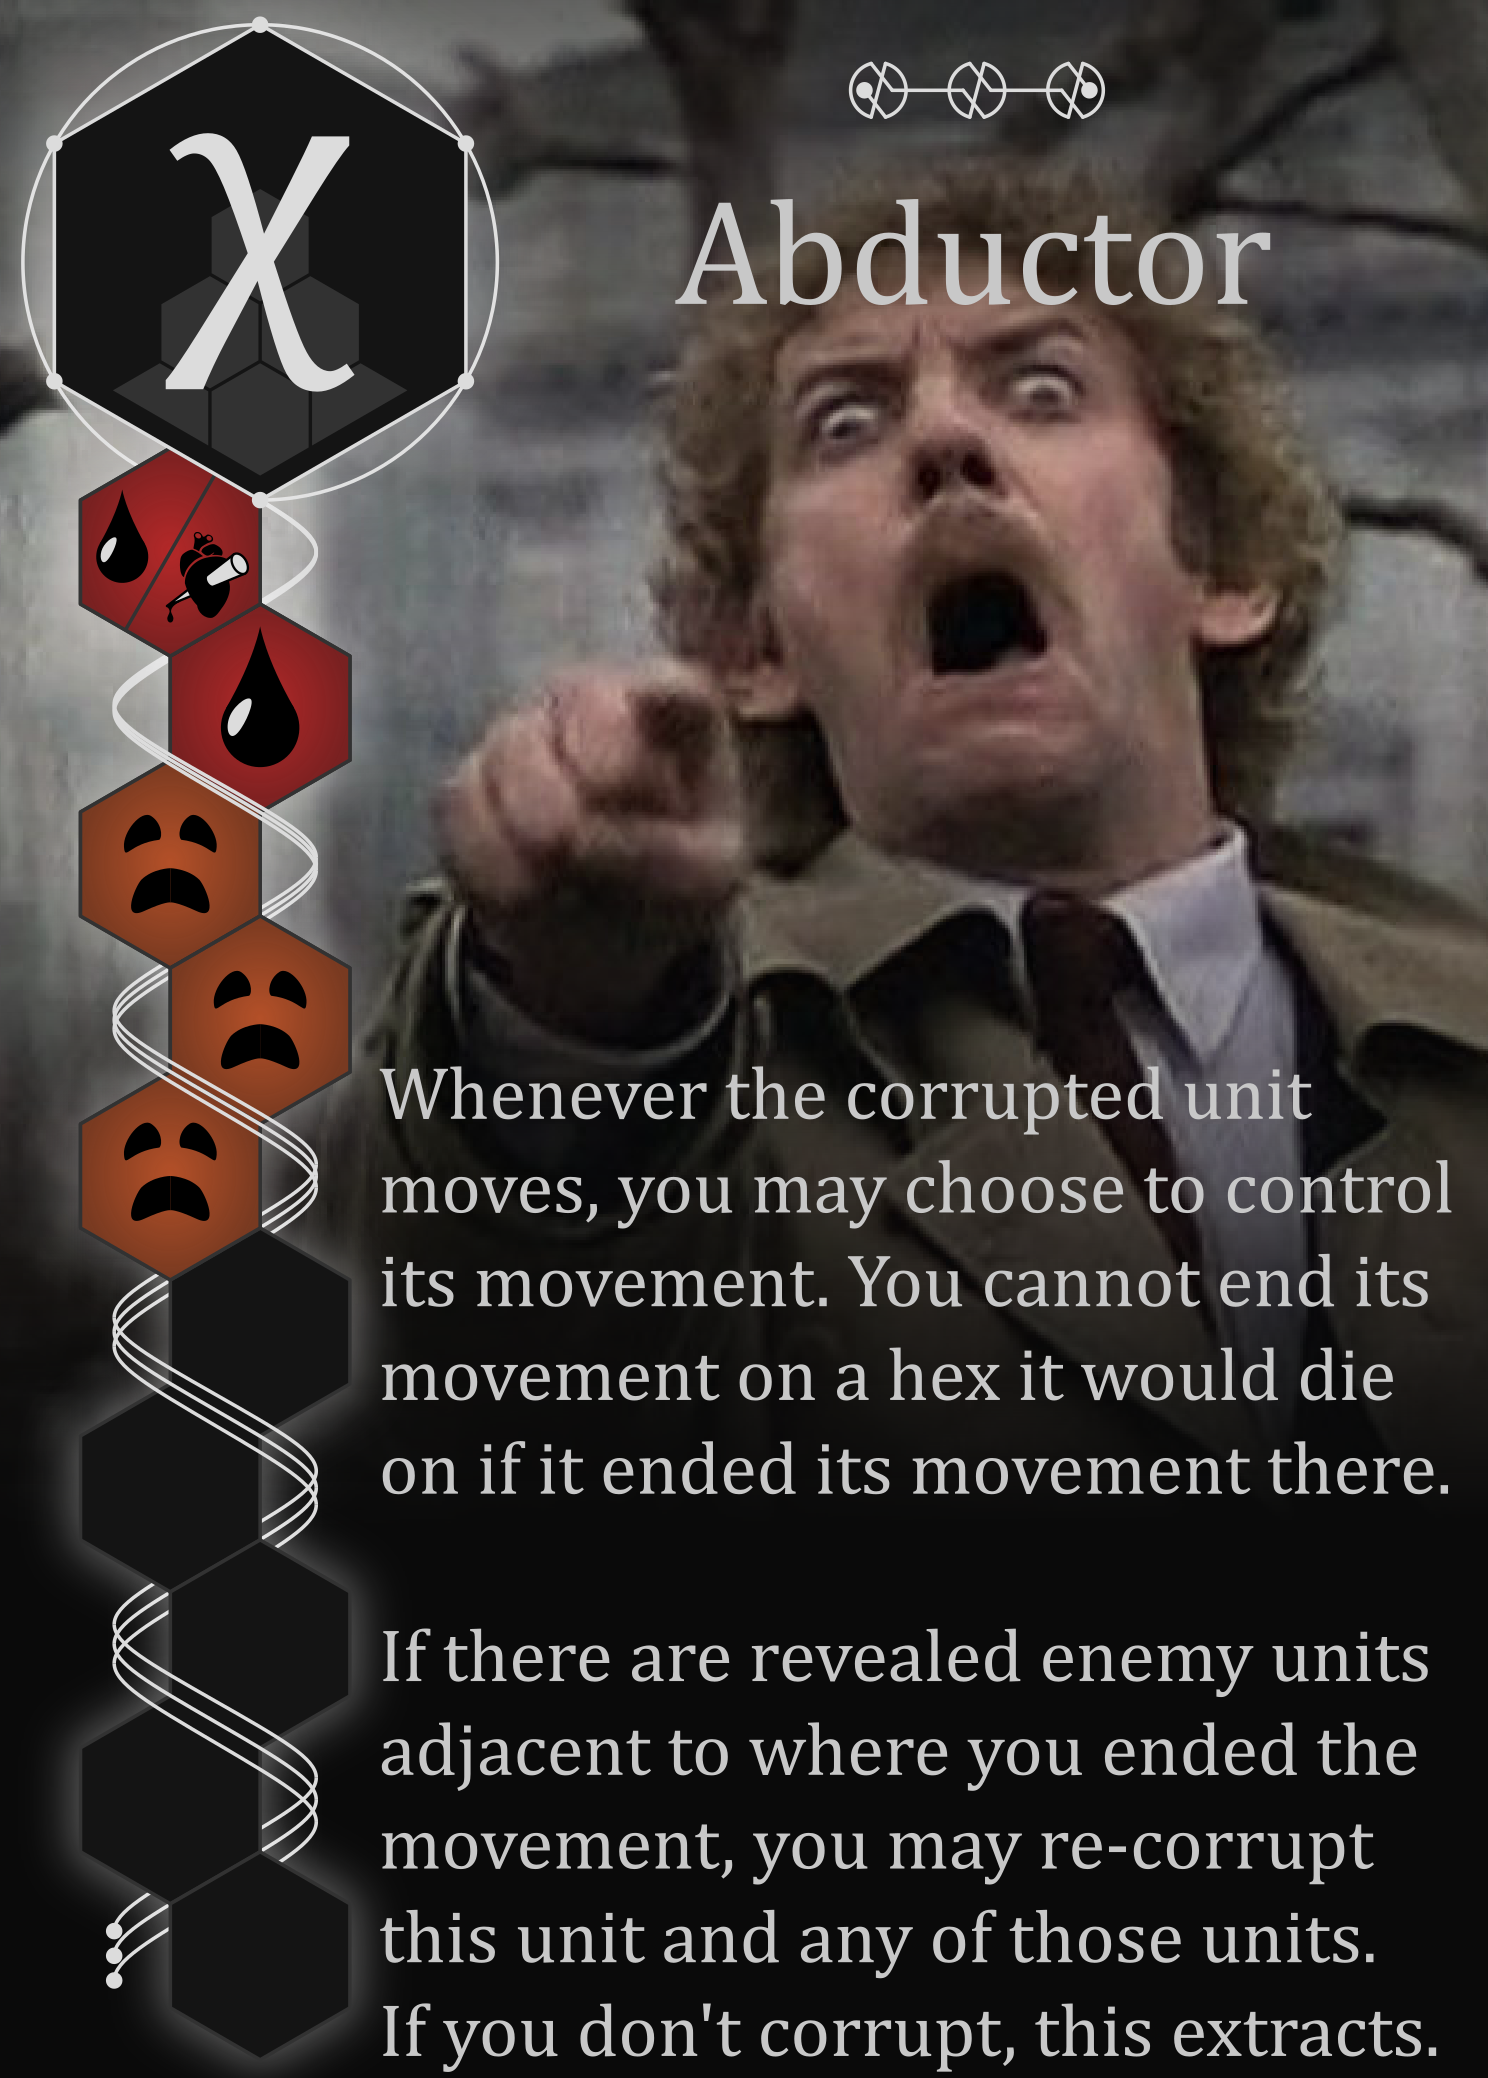 χ
Abductor
Whenever the corrupted unit
moves, you may choose to control
its movement. You cannot end its
movement on a hex it would die
on if it ended its movement there.
If there are revealed enemy units
adjacent to where you ended the
movement, you may re-corrupt
this unit and any of those units.
If you don't corrupt, this extracts.